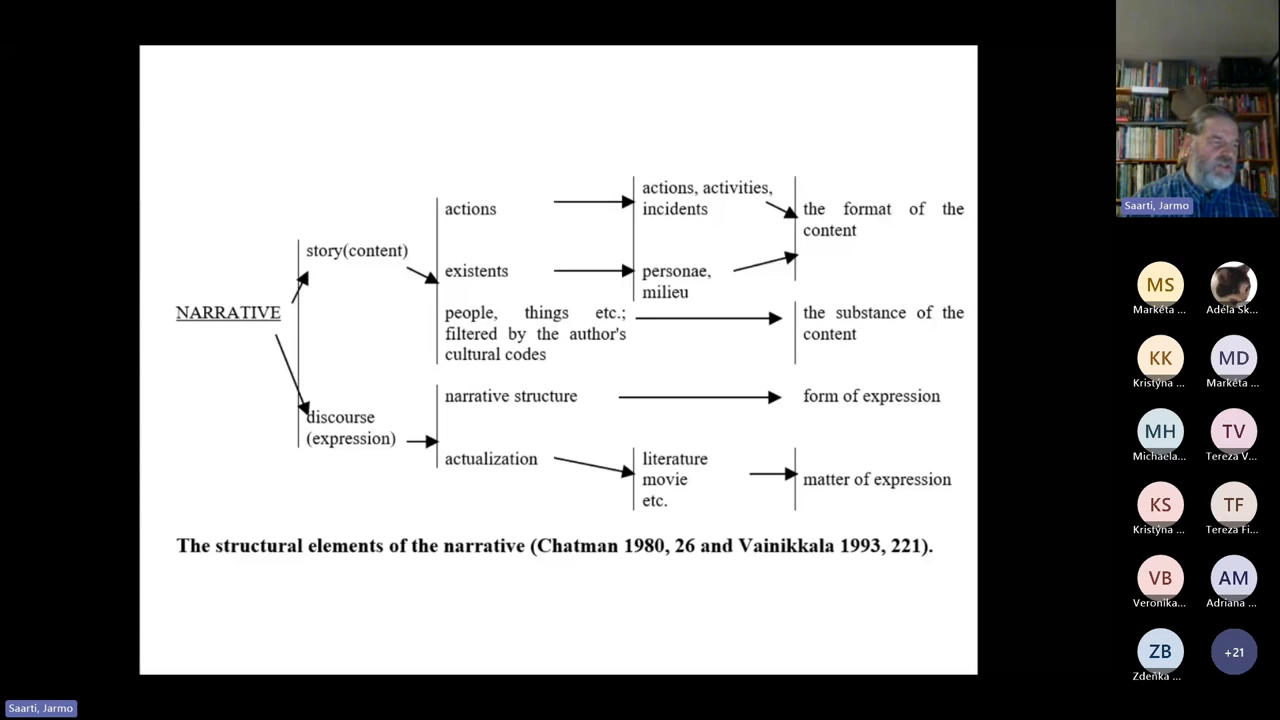 actions, activities,
actions
incidents
the format of the
content
story(content)
existents
personae,
milieu
NARRATIVE
people, things etc.;
filtered by the author's
cultural codes
the substance of the
content
narrative structure
form of expression
discourse
(expression)
actualization
literature
movie
etc.
matter of expression
The structural elements of the narrative (Chatman 1980, 26 and Vainikkala 1993, 221).
Saarti, Jarmo
MS
Markéta ...
Adéla Sk...
KK
Kristýna ...
MD
Markéta ...
MH
Michaela...
TV
Tereza V...
KS
Kristýna ...
TF
Tereza Fi...
VB
Veronika...
AM
Adriana ...
ZB
Zdeňka ...
+21
Saarti, Jarmo